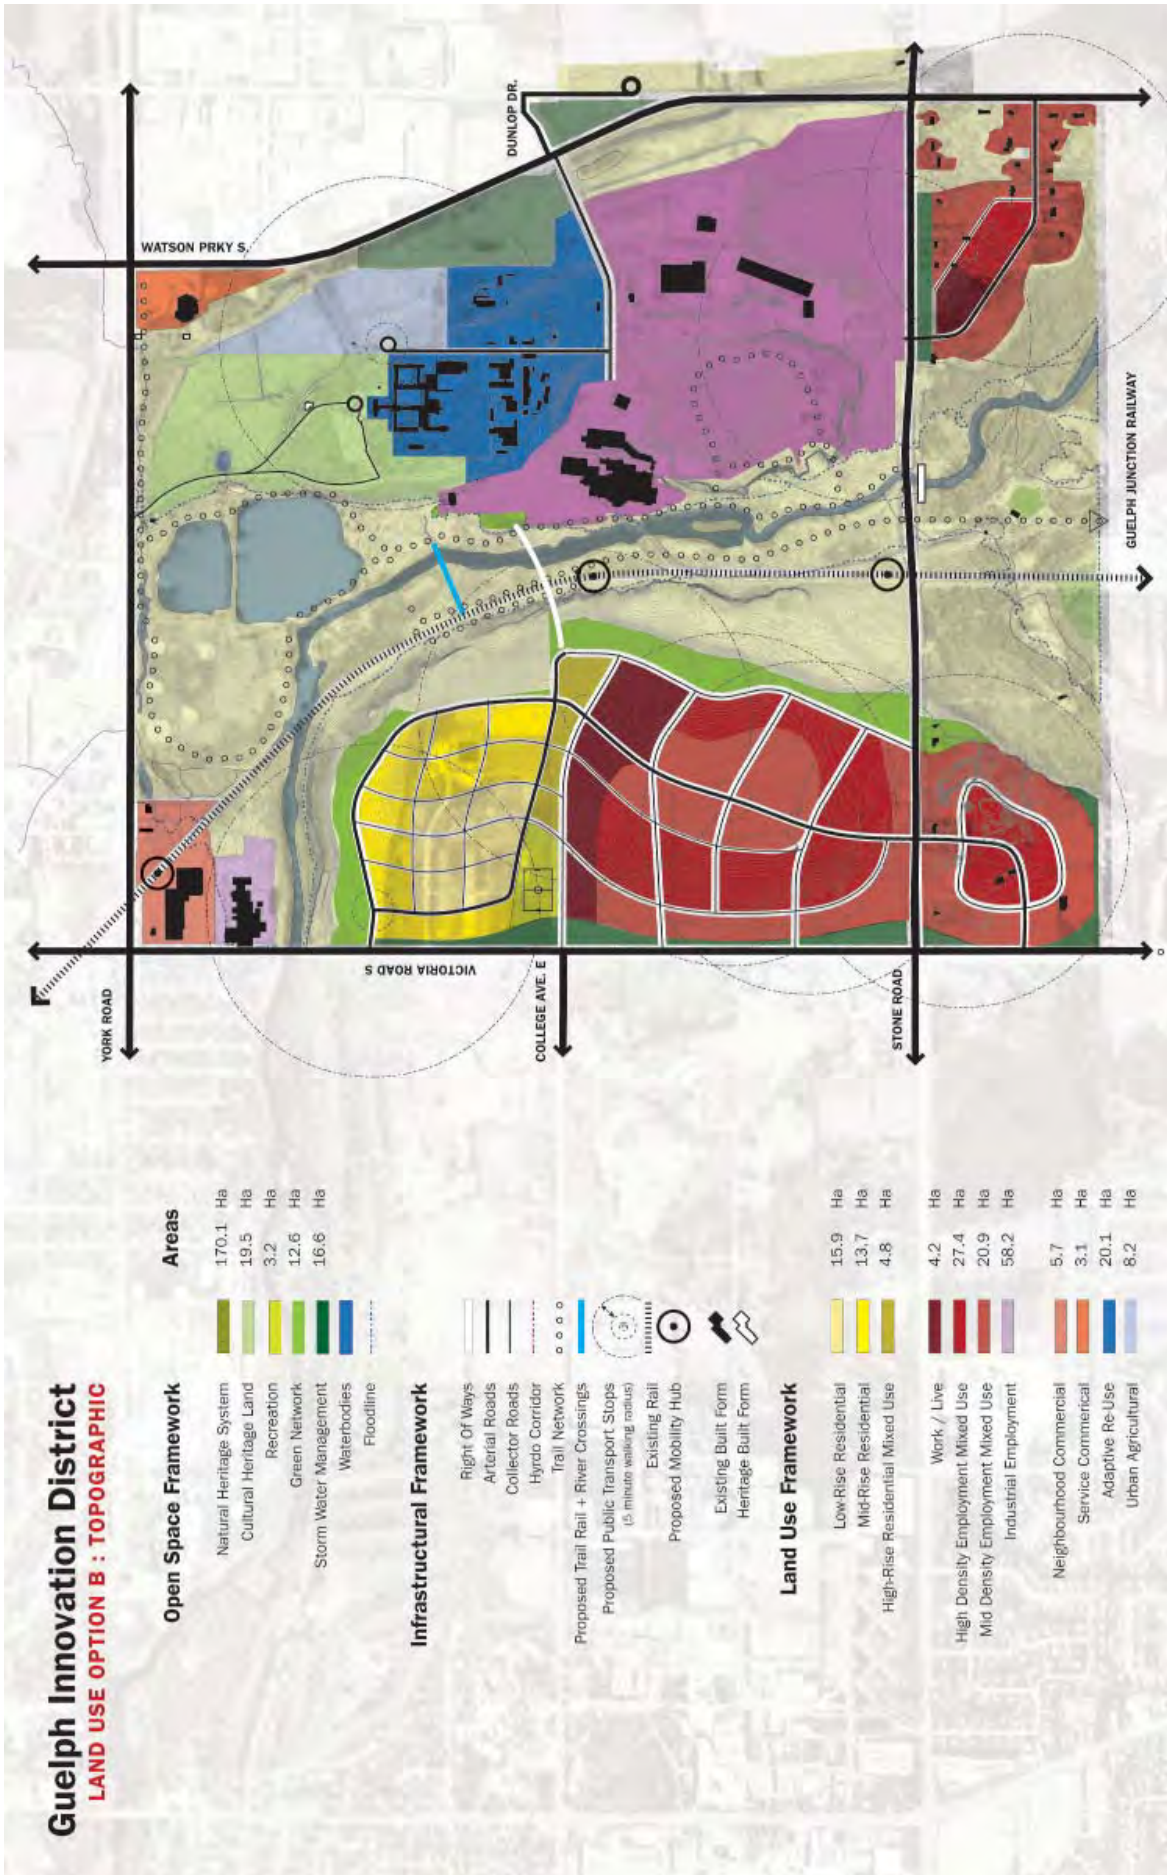 Guelph Innovation District
LAND USE OPTION B : TOPOGRAPHIC
Open Space Framework
Areas
Natural Heritage System 170.1 Ha
Cultural Heritage Land 19.5 Ha
Recreation 3.2 Ha
Green Network 12.6 Ha
Storm Water Management 16.6 Ha
Waterbodies
Floodline
Infrastructural Framework
Right Of Ways
Arterial Roads
Collector Roads
Hyrdo Corridor
Trail Network
Proposed Trail Rail + River Crossings
Proposed Public Transport Stops
(5 minute walking radius)
Existing Rail
Proposed Mobility Hub
Existing Built Form
Heritage Built Form
Land Use Framework
Low-Rise Residential 15.9 Ha
Mid-Rise Residential 13.7 Ha
High-Rise Residential Mixed Use 4.8 Ha
Work / Live 4.2 Ha
High Density Employment Mixed Use 27.4 Ha
Mid Density Employment Mixed Use 20.9 Ha
Industrial Employment 58.2 Ha
Neighbourhood Commercial 5.7 Ha
Service Commerical 3.1 Ha
Adaptive Re-Use 20.1 Ha
Urban Agricultural 8.2 Ha
YORK ROAD
VICTORIA ROAD S
COLLEGE AVE. E
STONE ROAD
WATSON PRKY S.
DUNLOP DR.
GUELPH JUNCTION RAILWAY